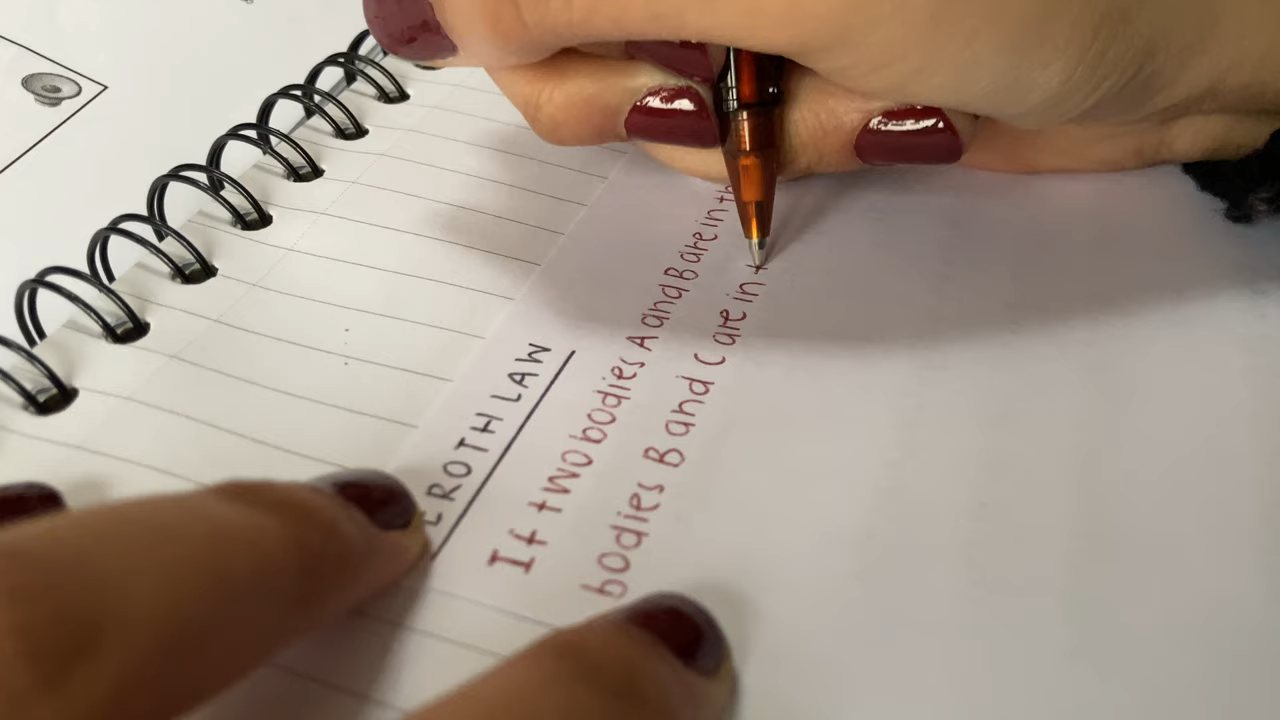 EROTH LAW
If two bodies A and B are in th
bodies B and C are in t